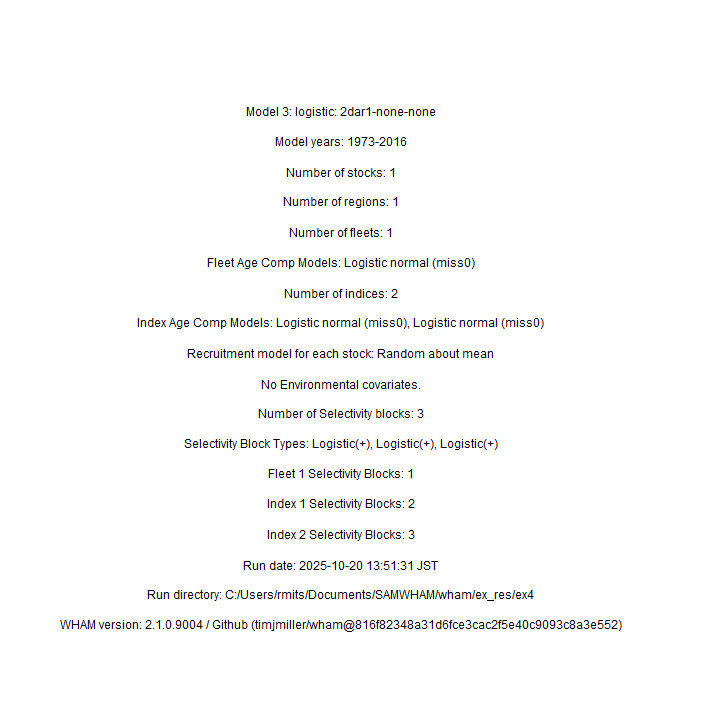 Model 3: logistic: 2dar1-none-none
Model years: 1973-2016
Number of stocks: 1
Number of regions: 1
Number of fleets: 1
Fleet Age Comp Models: Logistic normal (miss0)
Number of indices: 2
Index Age Comp Models: Logistic normal (miss0), Logistic normal (miss0)
Recruitment model for each stock: Random about mean
No Environmental covariates.
Number of Selectivity blocks: 3
Selectivity Block Types: Logistic(+), Logistic(+), Logistic(+)
Fleet 1 Selectivity Blocks: 1
Index 1 Selectivity Blocks: 2
Index 2 Selectivity Blocks: 3
Run date: 2025-10-20 13:51:31 JST
Run directory: C:/Users/rmits/Documents/SAMWHAM/wham/ex_res/ex4
WHAM version: 2.1.0.9004 / Github (timjmiller/wham@816f82348a31d6fce3cac2f5e40c9093c8a3e552)